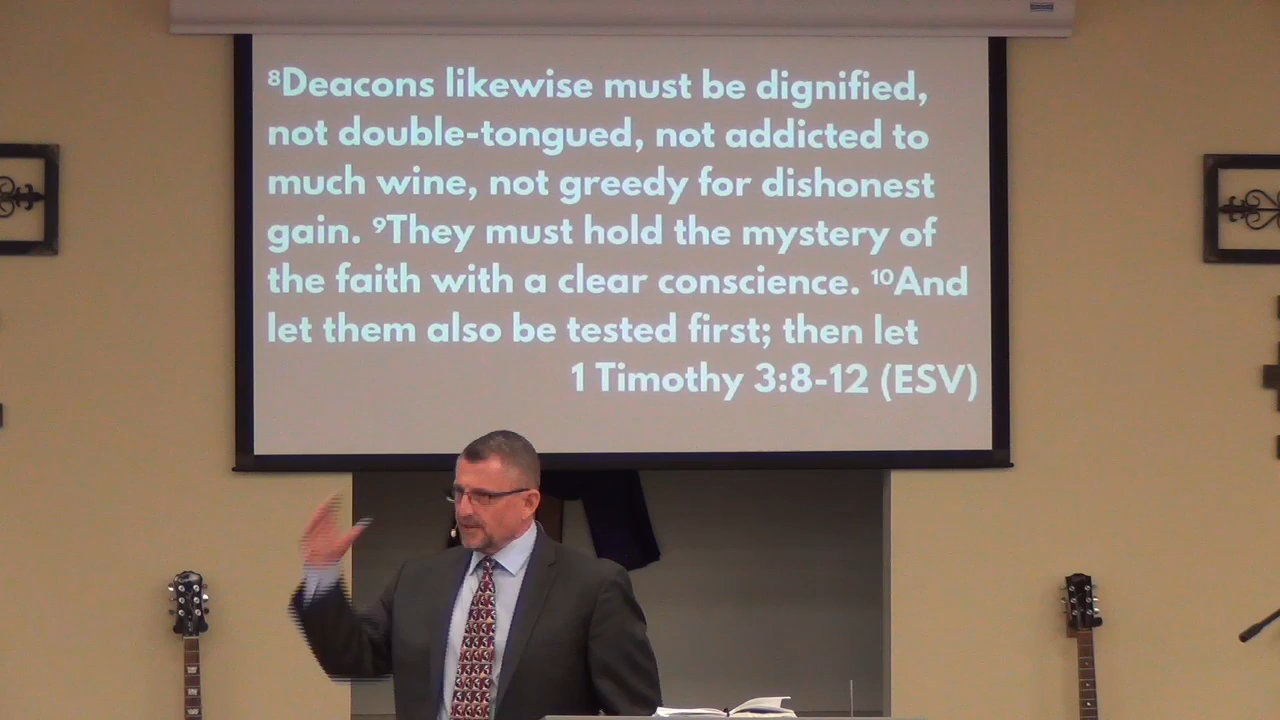 ⁸Deacons likewise must be dignified,
not double-tongued, not addicted to
much wine, not greedy for dishonest
gain. ⁹They must hold the mystery of
the faith with a clear conscience. ¹⁰And
let them also be tested first; then let
1 Timothy 3:8-12 (ESV)